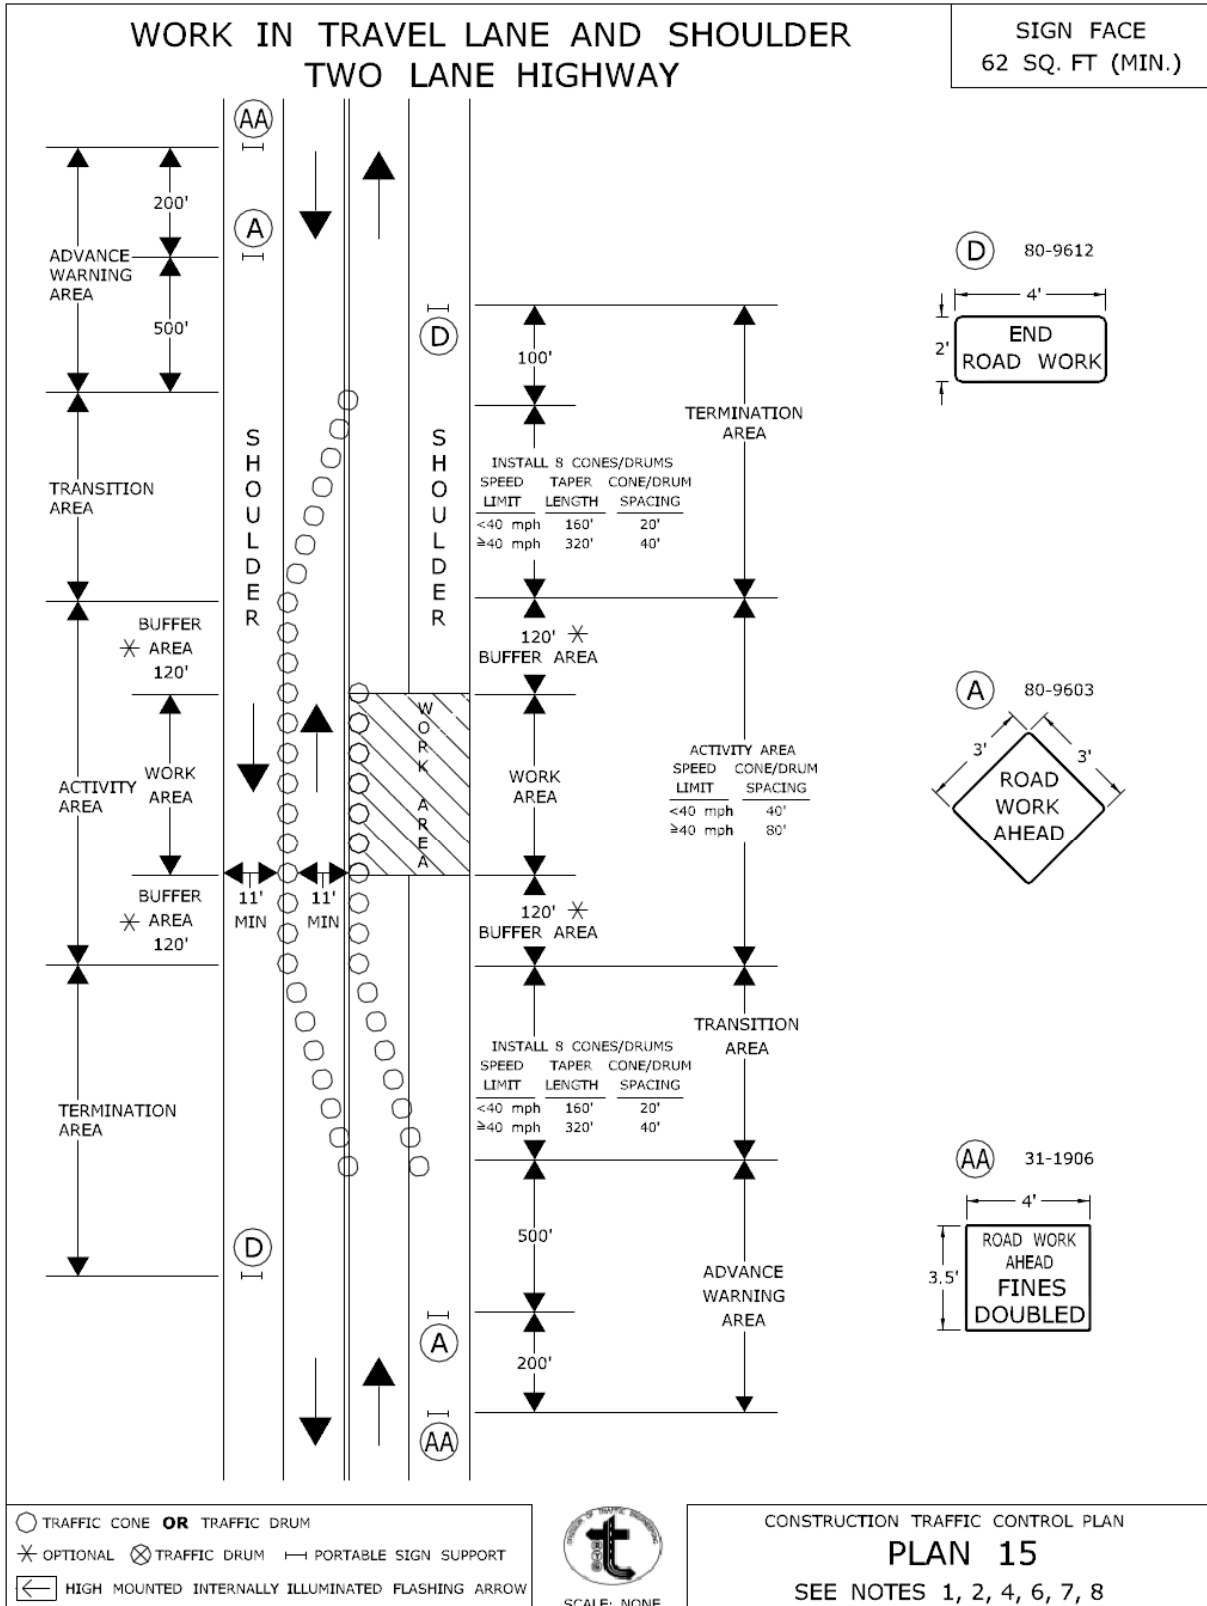 WORK IN TRAVEL LANE AND SHOULDER
TWO LANE HIGHWAY
SIGN FACE
62 SQ. FT (MIN.)
AA
200'
A
ADVANCE
WARNING
AREA
500'
D
100'
TERMINATION
AREA
D 80-9612
4'
2'
END
ROAD WORK
TRANSITION
AREA
SHOULDER
SHOULDER
INSTALL 8 CONES/DRUMS
SPEED TAPER CONE/DRUM
LIMIT LENGTH SPACING
<40 mph 160' 20'
≥40 mph 320' 40'
BUFFER
* AREA
120'
120' *
BUFFER AREA
WORK AREA
A 80-9603
3' 3'
ROAD
WORK
AHEAD
ACTIVITY
AREA
WORK
AREA
WORK
AREA
ACTIVITY AREA
SPEED CONE/DRUM
LIMIT SPACING
<40 mph 40'
≥40 mph 80'
BUFFER
* AREA
120'
11'
MIN
11'
MIN
120' *
BUFFER AREA
TRANSITION
AREA
INSTALL 8 CONES/DRUMS
SPEED TAPER CONE/DRUM
LIMIT LENGTH SPACING
<40 mph 160' 20'
≥40 mph 320' 40'
TERMINATION
AREA
AA 31-1906
4'
3.5'
ROAD WORK
AHEAD
FINES
DOUBLED
D
500'
ADVANCE
WARNING
AREA
A
200'
AA
TRAFFIC CONE OR TRAFFIC DRUM
* OPTIONAL TRAFFIC DRUM PORTABLE SIGN SUPPORT
HIGH MOUNTED INTERNALLY ILLUMINATED FLASHING ARROW
DIVISION OF TRAFFIC ENGINEERING
t
SCALE: NONE
CONSTRUCTION TRAFFIC CONTROL PLAN
PLAN 15
SEE NOTES 1, 2, 4, 6, 7, 8